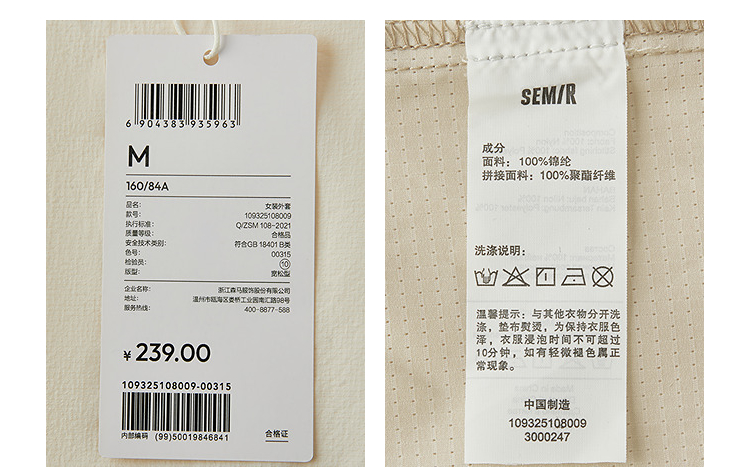 6 904383 935963
M
160/84A
品名: 女装外套
款号: 109325108009
执行标准: Q/ZSM 108-2021
质量等级: 合格品
安全技术类别: 符合GB 18401 B类
色号: 00315
检验员: 10
版型: 宽松型
企业名称: 浙江森马服饰股份有限公司
地址: 温州市瓯海区娄桥工业园南汇路98号
服务热线: 400-8877-588
¥ 239.00
109325108009-00315
内部编码 (99)50019846841
合格证
SEMIR
成分
面料: 100%锦纶
拼接面料: 100%聚酯纤维
洗涤说明:
温馨提示: 与其他衣物分开洗
涤, 垫布熨烫, 为保持衣服色
泽, 衣服浸泡时间不可超过
10分钟, 如有轻微褪色属正
常现象。
中国制造
109325108009
3000247